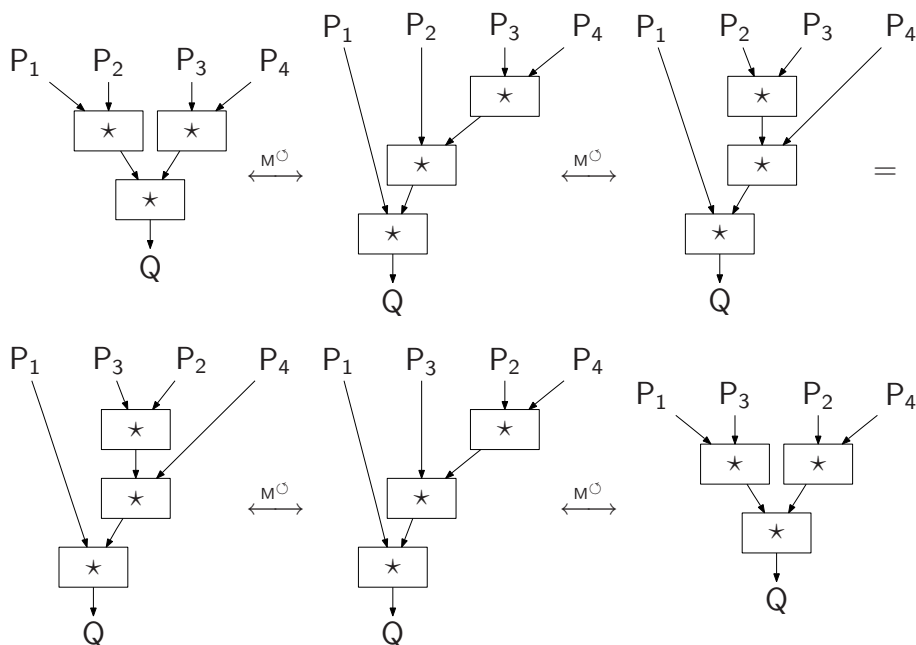 P₁ P₂ P₃ P₄
⋆ ⋆
⋆
Q
M↺
⟷
P₁ P₂ P₃ P₄
⋆
⋆
⋆
Q
M↺
⟷
P₁ P₂ P₃ P₄
⋆
⋆
⋆
Q
=
P₁ P₃ P₂ P₄
⋆
⋆
⋆
Q
M↺
⟷
P₁ P₃ P₂ P₄
⋆
⋆
⋆
Q
M↺
⟷
P₁ P₃ P₂ P₄
⋆ ⋆
⋆
Q